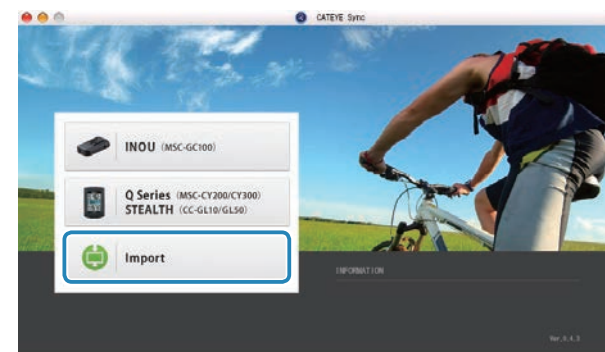 CATEYE Sync
INOU (MSC-GC100)
Q Series (MSC-CY200/CY300)
STEALTH (CC-GL10/GL50)
Import
INFORMATION